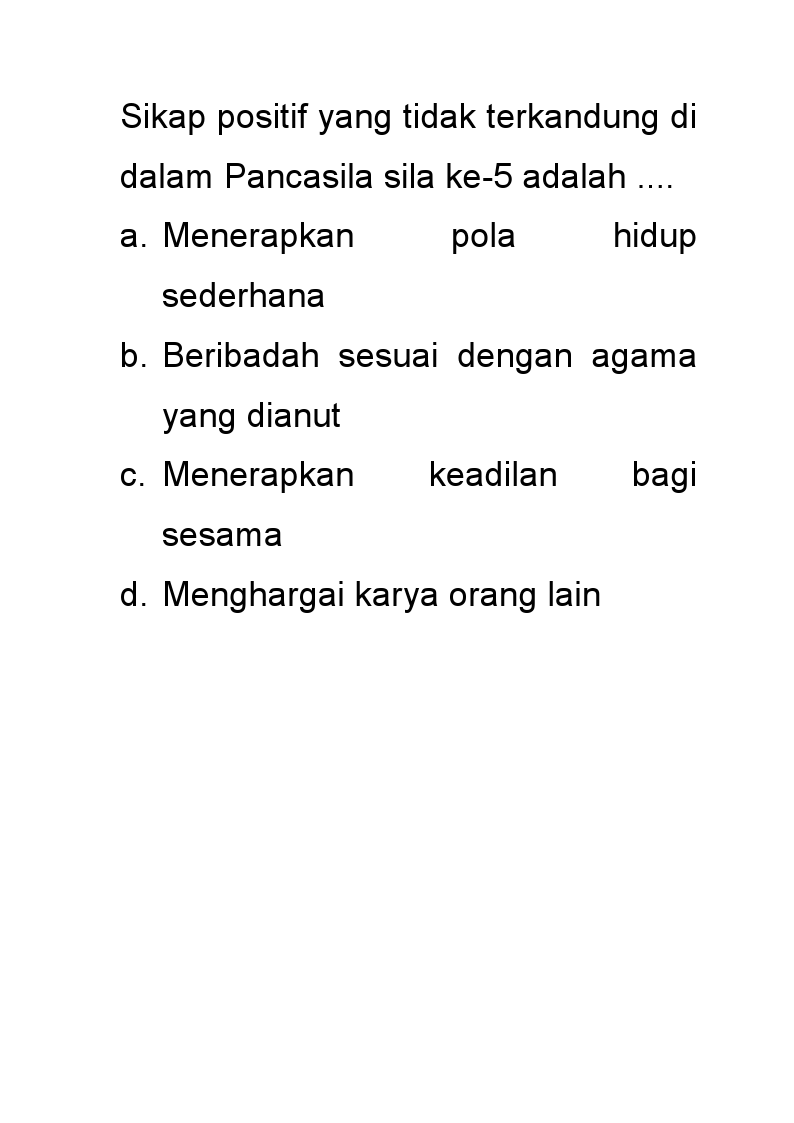 Sikap positif yang tidak terkandung di
dalam Pancasila sila ke-5 adalah ....
a. Menerapkan pola hidup
sederhana
b. Beribadah sesuai dengan agama
yang dianut
c. Menerapkan keadilan bagi
sesama
d. Menghargai karya orang lain